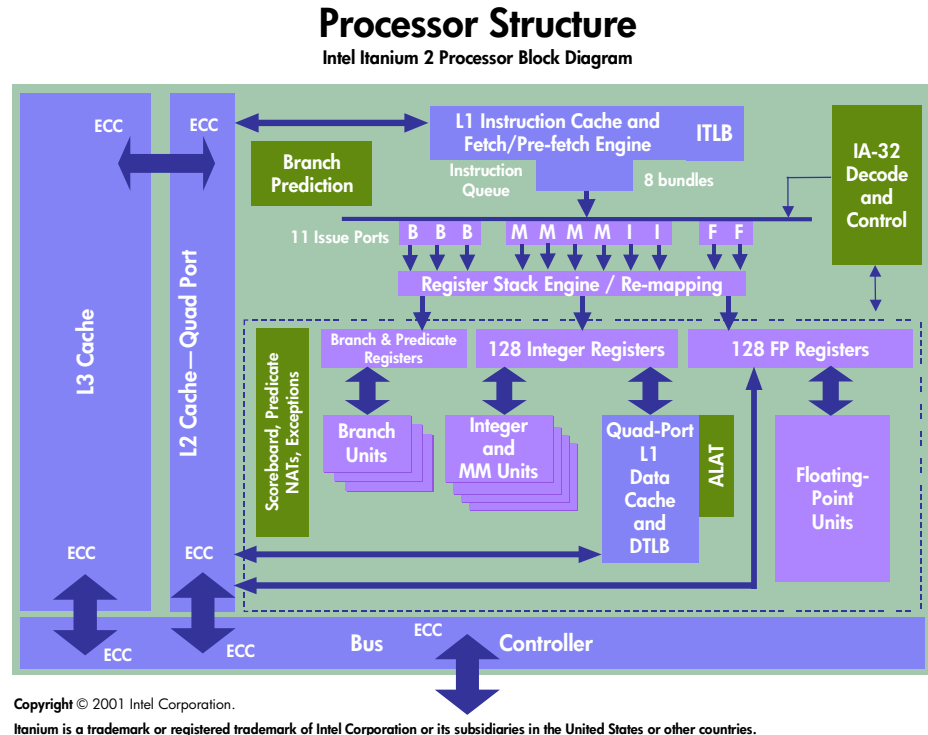 Processor Structure
Intel Itanium 2 Processor Block Diagram
ECC
ECC
L1 Instruction Cache and
Fetch/Pre-fetch Engine
ITLB
IA-32
Decode
and
Control
Branch
Prediction
Instruction
Queue
8 bundles
11 Issue Ports
B B B M M M M I I F F
Register Stack Engine / Re-mapping
L3 Cache
L2 Cache—Quad Port
Scoreboard, Predicate
NATs, Exceptions
Branch & Predicate
Registers
128 Integer Registers
128 FP Registers
Branch
Units
Integer
and
MM Units
Quad-Port
L1
Data
Cache
and
DTLB
ALAT
Floating-
Point
Units
ECC
ECC
ECC
ECC
ECC
Bus Controller
Copyright © 2001 Intel Corporation.
Itanium is a trademark or registered trademark of Intel Corporation or its subsidiaries in the United States or other countries.